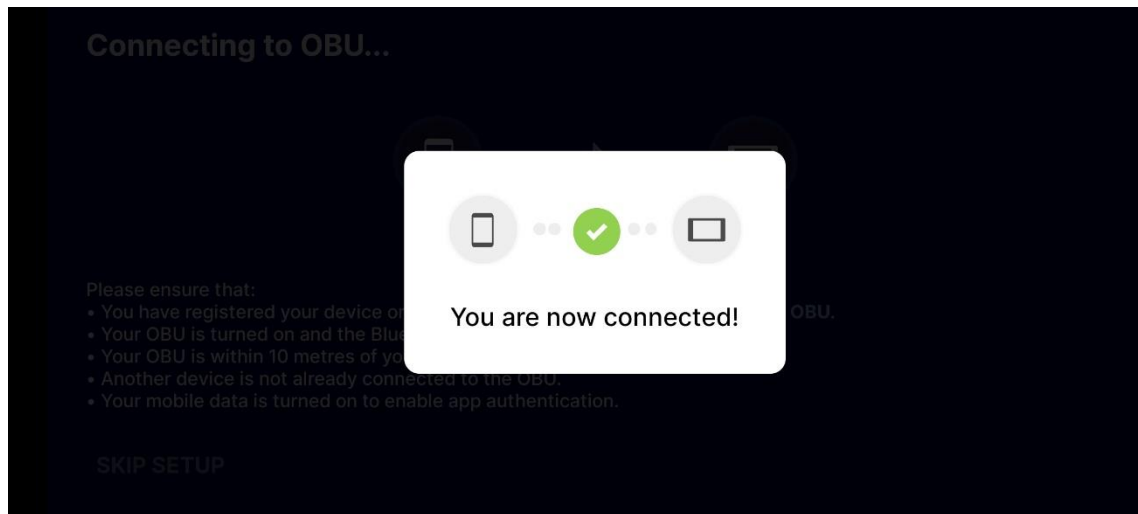 Connecting to OBU...
You are now connected!
Please ensure that:
• You have registered your device on OBU.
• Your OBU is turned on and the
• Your OBU is within 10 metres of
• Another device is not already connected to the OBU.
• Your mobile data is turned on to enable app authentication.
SKIP SETUP